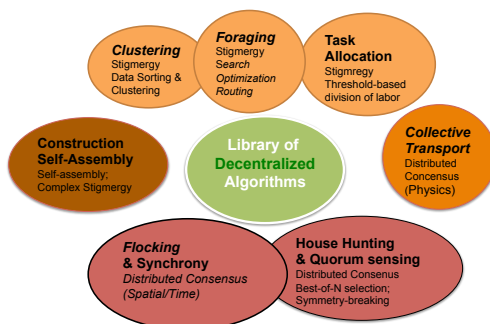 Clustering
Stigmergy
Data Sorting &
Clustering
Foraging
Stigmergy
Search
Optimization
Routing
Task
Allocation
Stigmregy
Threshold-based
division of labor
Construction
Self-Assembly
Self-assembly;
Complex Stigmergy
Library of
Decentralized
Algorithms
Collective
Transport
Distributed
Concensus
(Physics)
Flocking
& Synchrony
Distributed Consensus
(Spatial/Time)
House Hunting
& Quorum sensing
Distributed Consenus
Best-of-N selection;
Symmetry-breaking